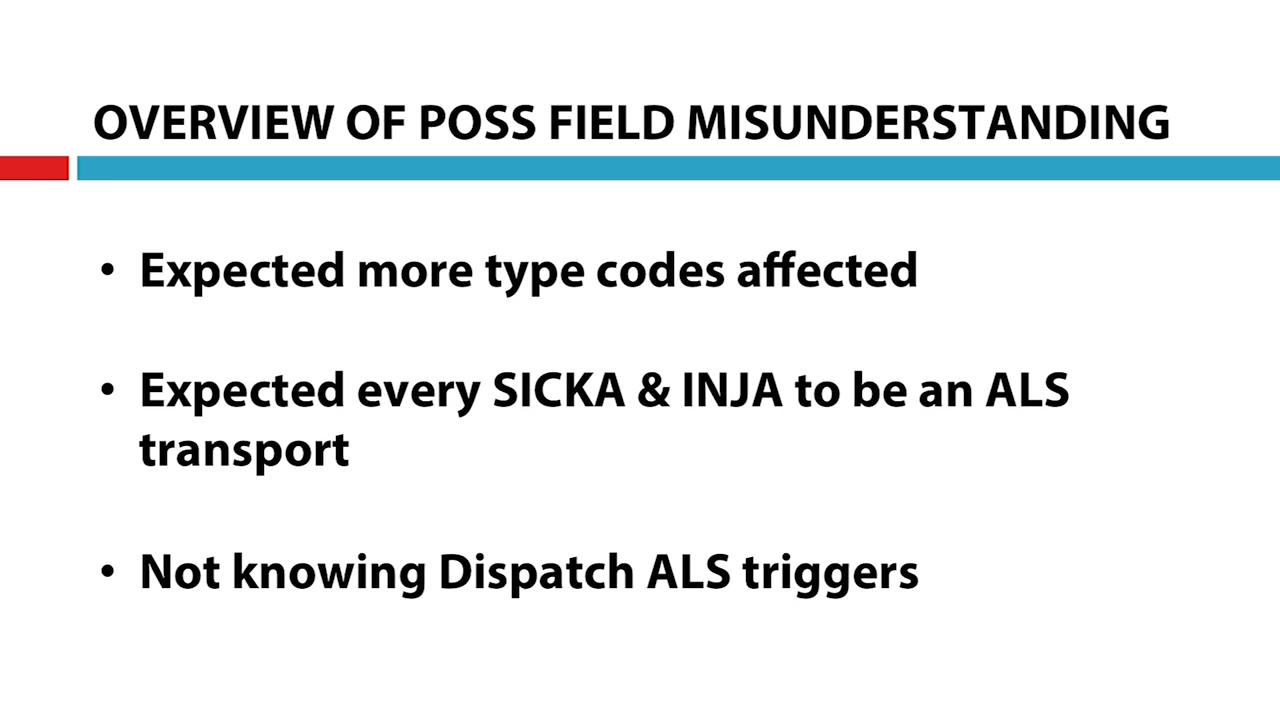 OVERVIEW OF POSS FIELD MISUNDERSTANDING
• Expected more type codes affected
• Expected every SICKA & INJA to be an ALS
transport
• Not knowing Dispatch ALS triggers